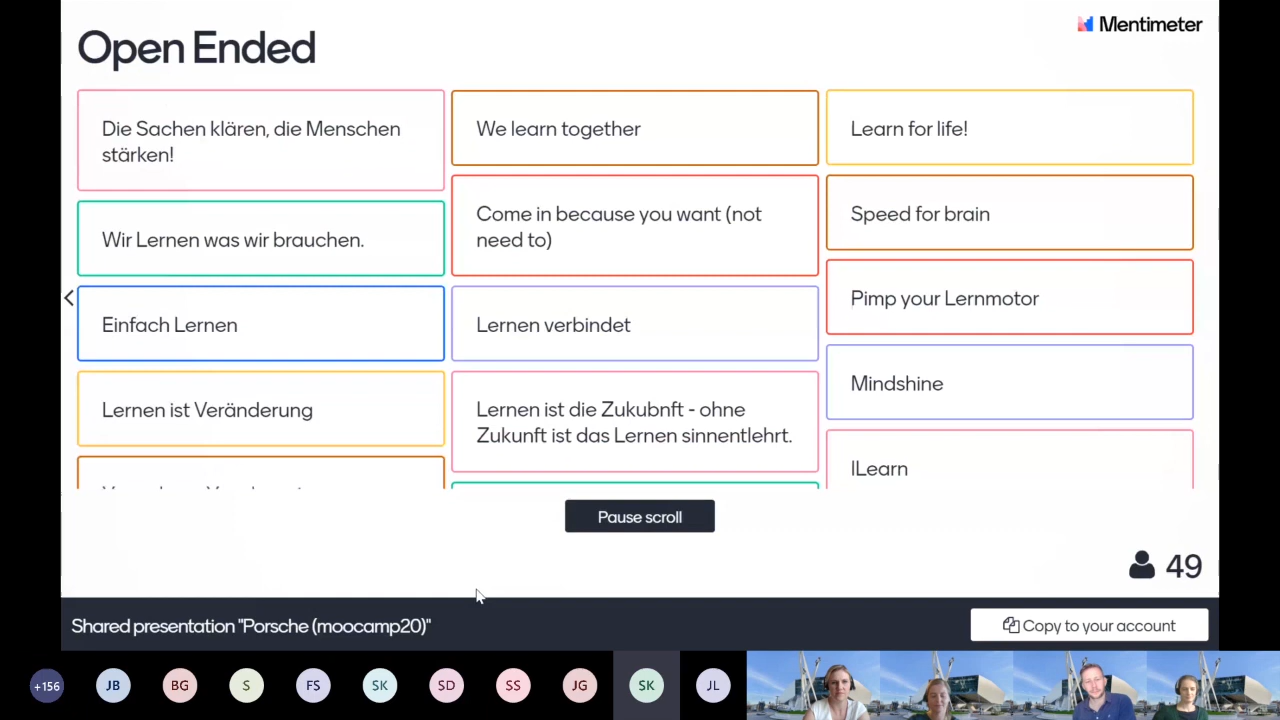 Mentimeter
Open Ended
Die Sachen klären, die Menschen
stärken!
Wir Lernen was wir brauchen.
Einfach Lernen
Lernen ist Veränderung
We learn together
Come in because you want (not
need to)
Lernen verbindet
Lernen ist die Zukubnft - ohne
Zukunft ist das Lernen sinnentlehrt.
Learn for life!
Speed for brain
Pimp your Lernmotor
Mindshine
ILearn
Pause scroll
49
Shared presentation "Porsche (moocamp20)"
Copy to your account
+156
JB
BG
S
FS
SK
SD
SS
JG
SK
JL